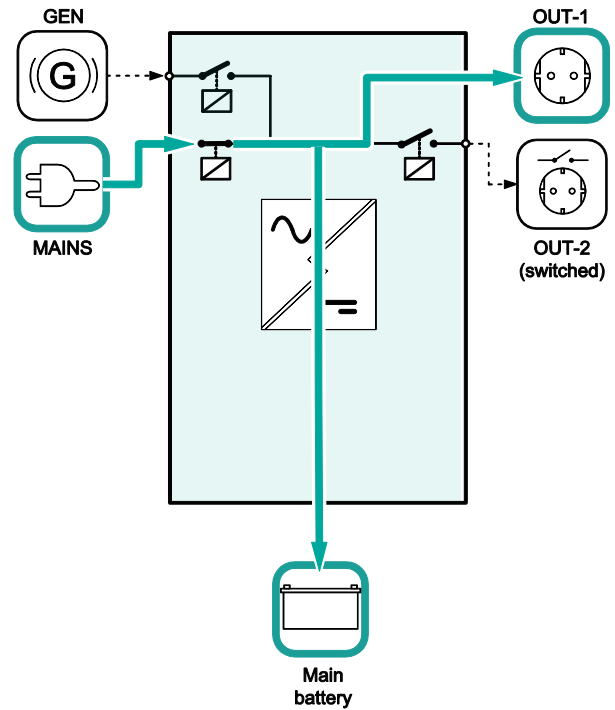 GEN
OUT-1
G
MAINS
OUT-2
(switched)
Main
battery